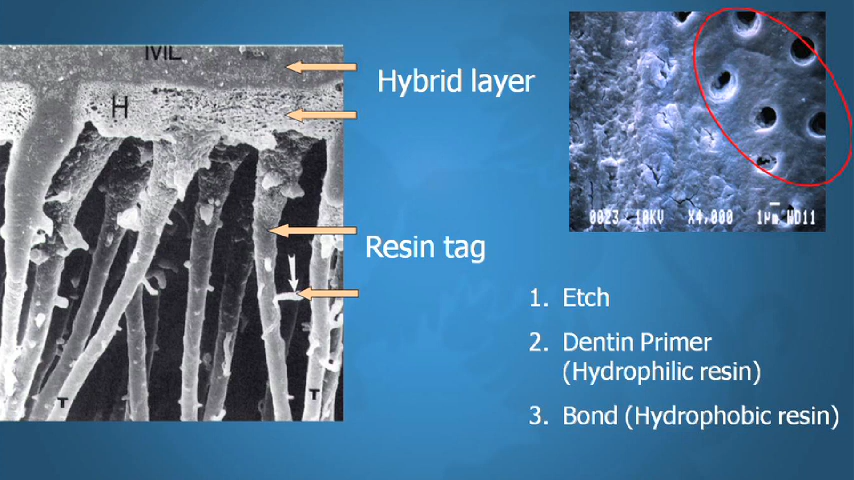 ML
H
T
T
Hybrid layer
Resin tag
0023 10KV X4,000 1µm WD11
1. Etch
2. Dentin Primer
(Hydrophilic resin)
3. Bond (Hydrophobic resin)